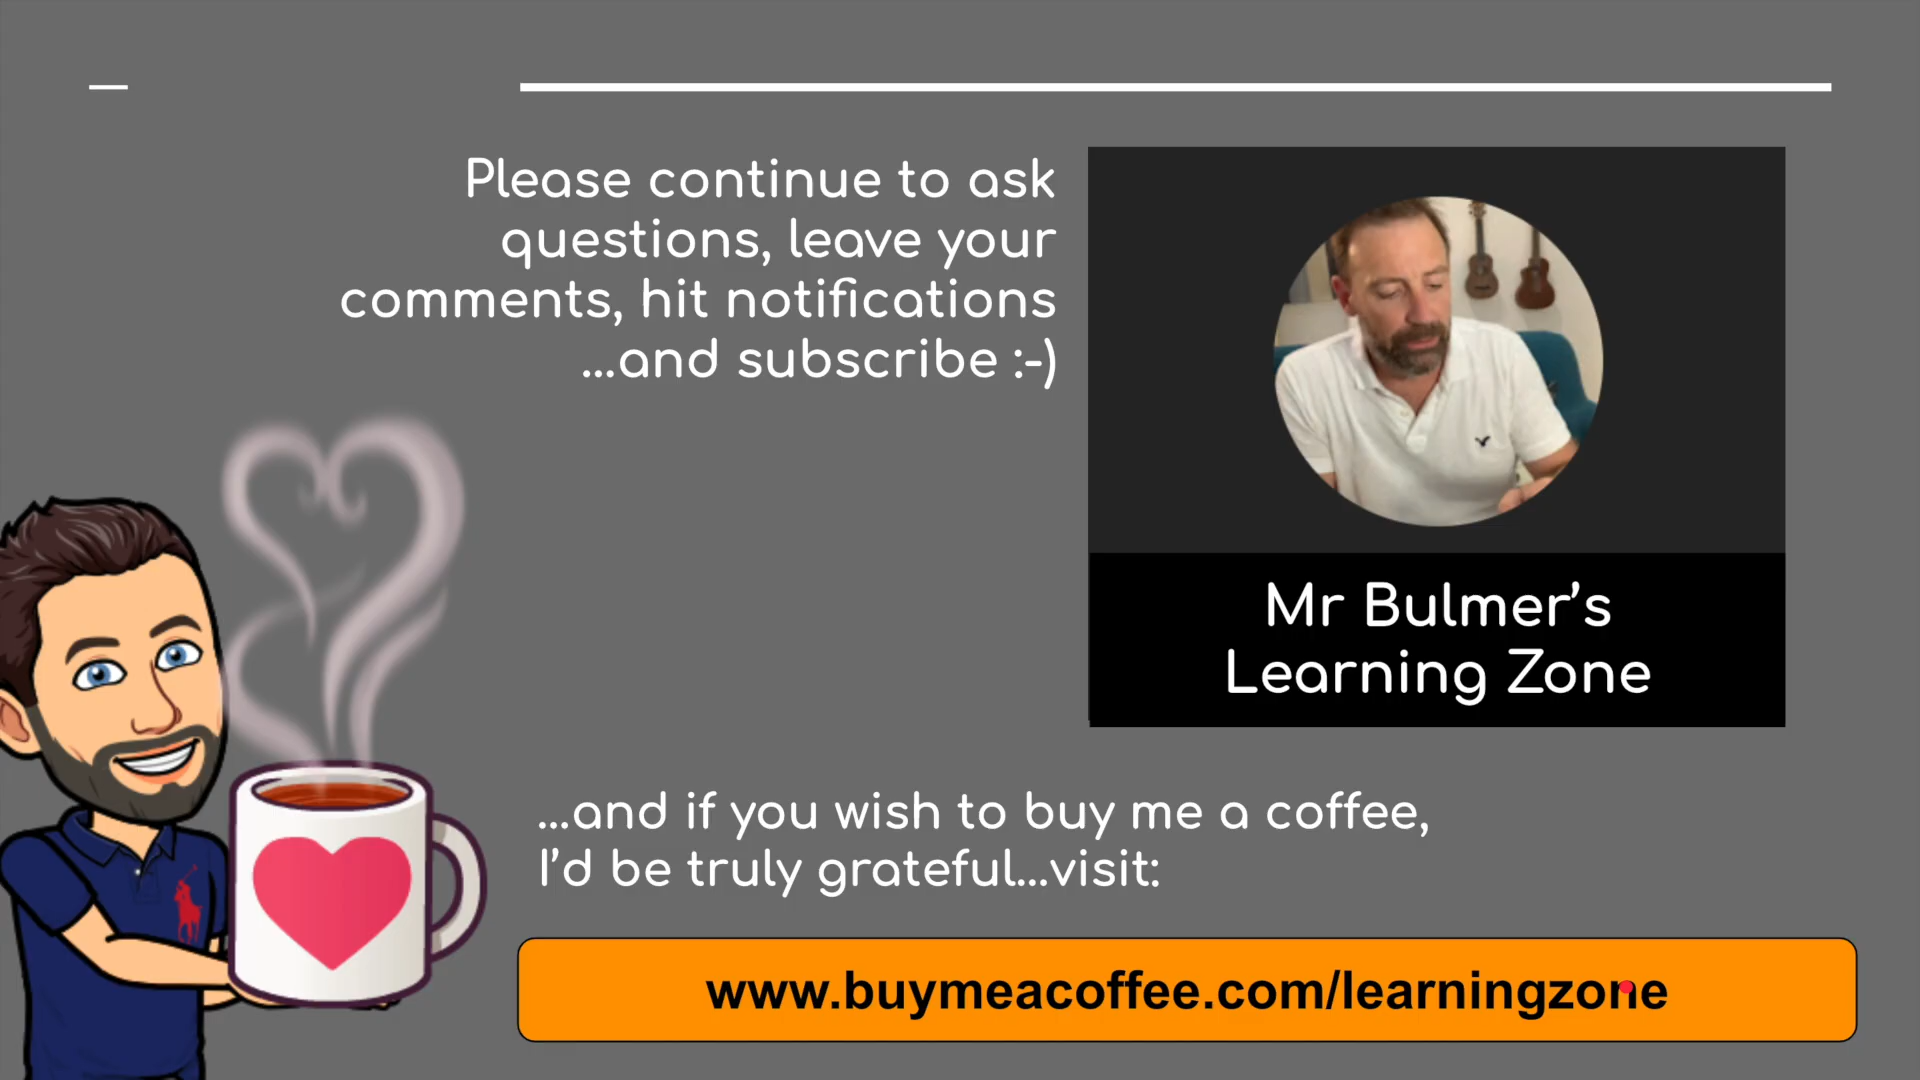 Please continue to ask
questions, leave your
comments, hit notifications
...and subscribe :-)
Mr Bulmer’s
Learning Zone
...and if you wish to buy me a coffee,
I’d be truly grateful...visit:
www.buymeacoffee.com/learningzone